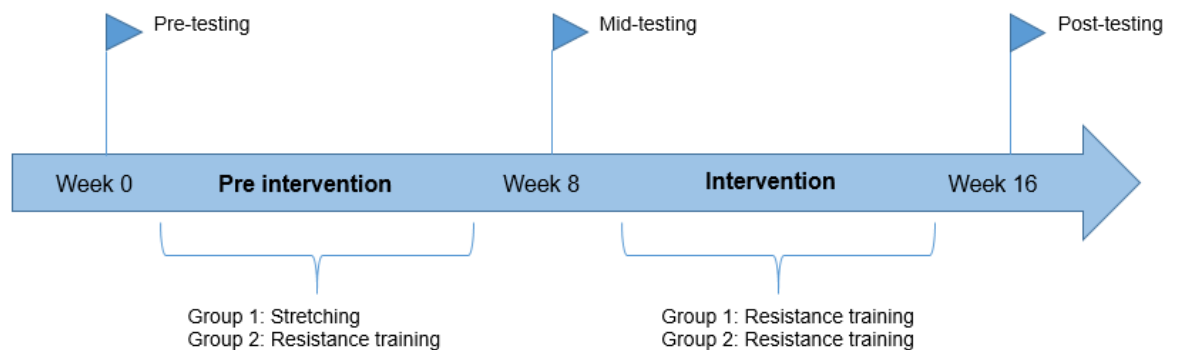 Pre-testing
Mid-testing
Post-testing
Week 0
Pre intervention
Week 8
Intervention
Week 16
Group 1: Stretching
Group 2: Resistance training
Group 1: Resistance training
Group 2: Resistance training